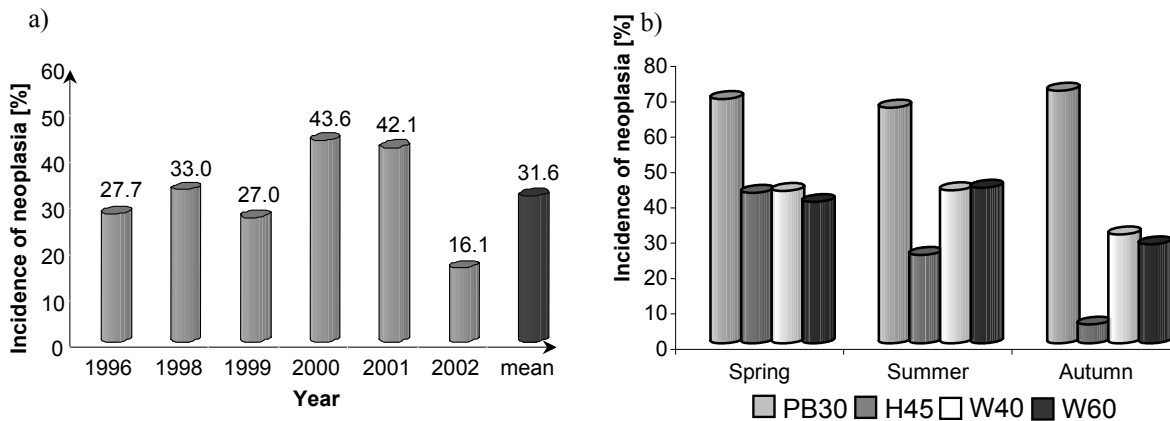 a)
Incidence of neoplasia [%]
60
50
40
30
20
10
0
27.7
33.0
27.0
43.6
42.1
16.1
31.6
1996 1998 1999 2000 2001 2002 mean
Year
b)
Incidence of neoplasia [%]
80
70
60
50
40
30
20
10
0
Spring Summer Autumn
PB30 H45 W40 W60